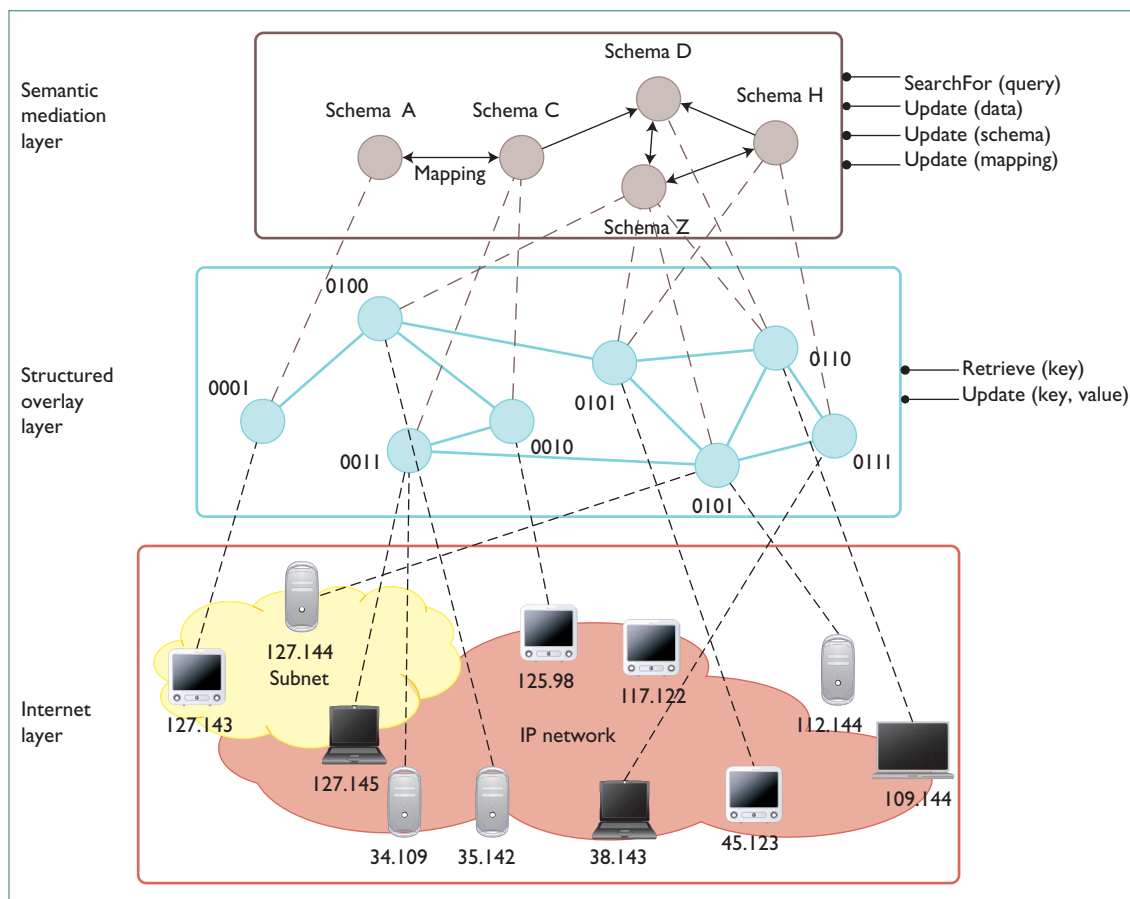 Semantic
mediation
layer
Schema D
Schema A
Schema C
Schema H
Mapping
Schema Z
SearchFor (query)
Update (data)
Update (schema)
Update (mapping)
Structured
overlay
layer
0100
0001
0011
0010
0101
0110
0101
0111
Retrieve (key)
Update (key, value)
Internet
layer
127.144
Subnet
127.143
127.145
34.109
35.142
125.98
117.122
IP network
38.143
45.123
112.144
109.144